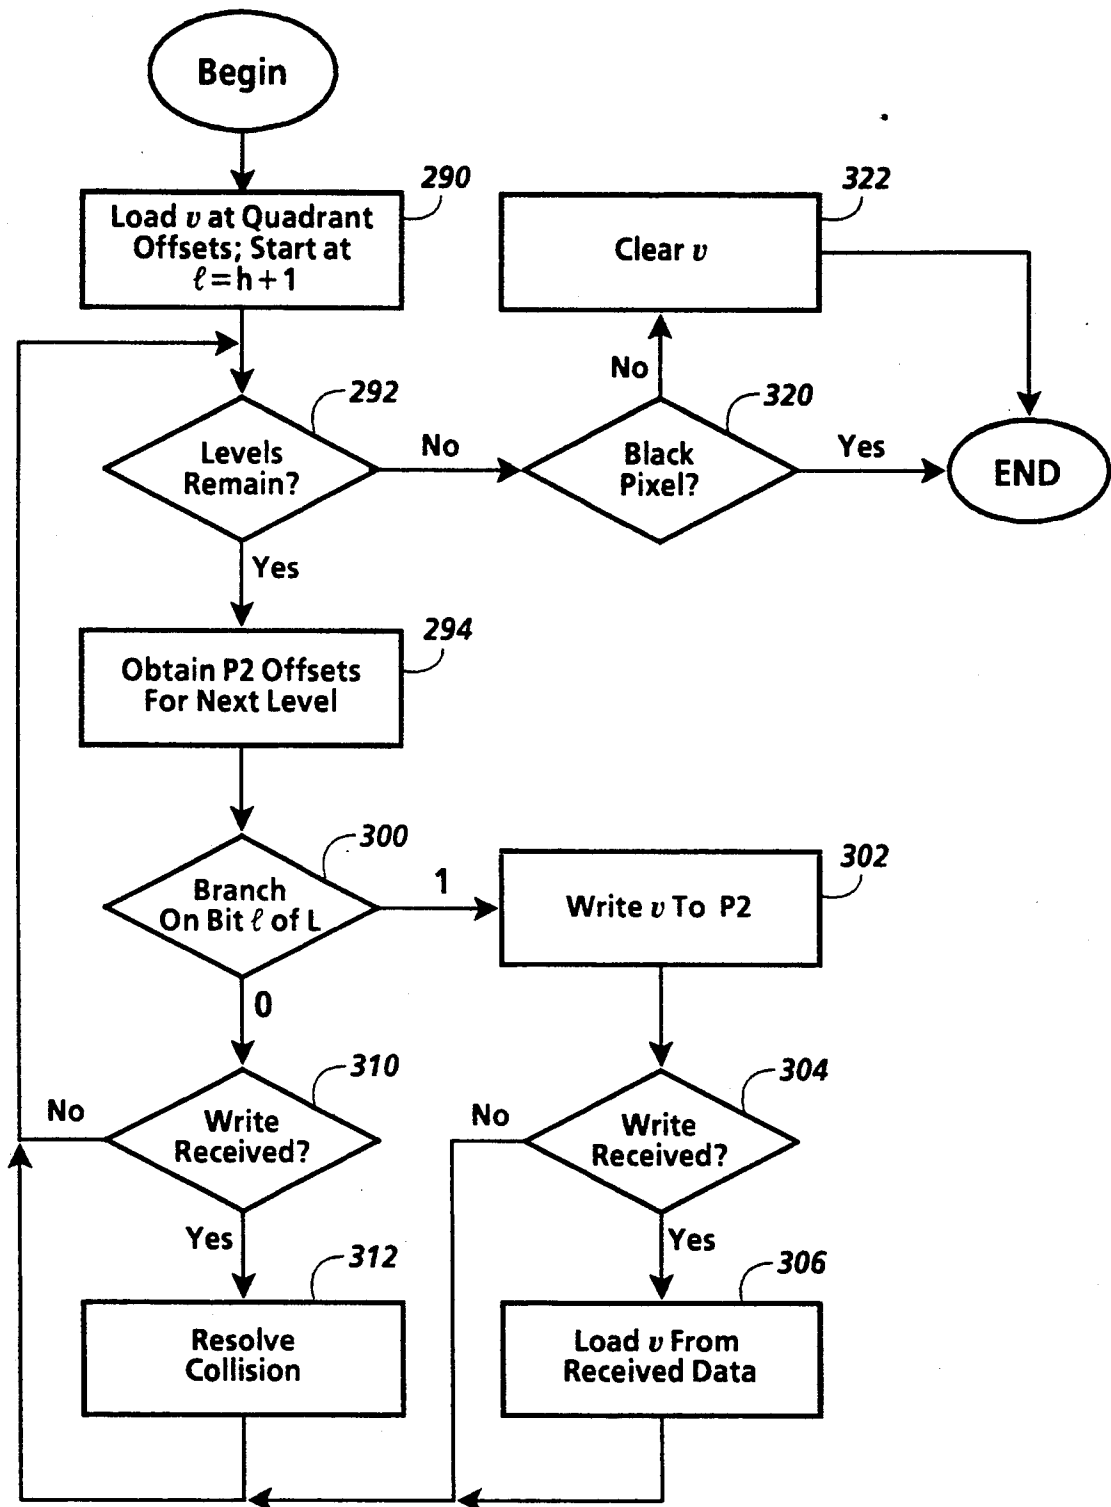 Begin
290
Load v at Quadrant
Offsets; Start at
ℓ=h+1
322
Clear v
No
292
Levels
Remain?
No
320
Black
Pixel?
Yes
END
Yes
294
Obtain P2 Offsets
For Next Level
300
Branch
On Bit ℓ of L
1
302
Write v To P2
0
310
Write
Received?
No
304
Write
Received?
No
Yes
312
Resolve
Collision
Yes
306
Load v From
Received Data